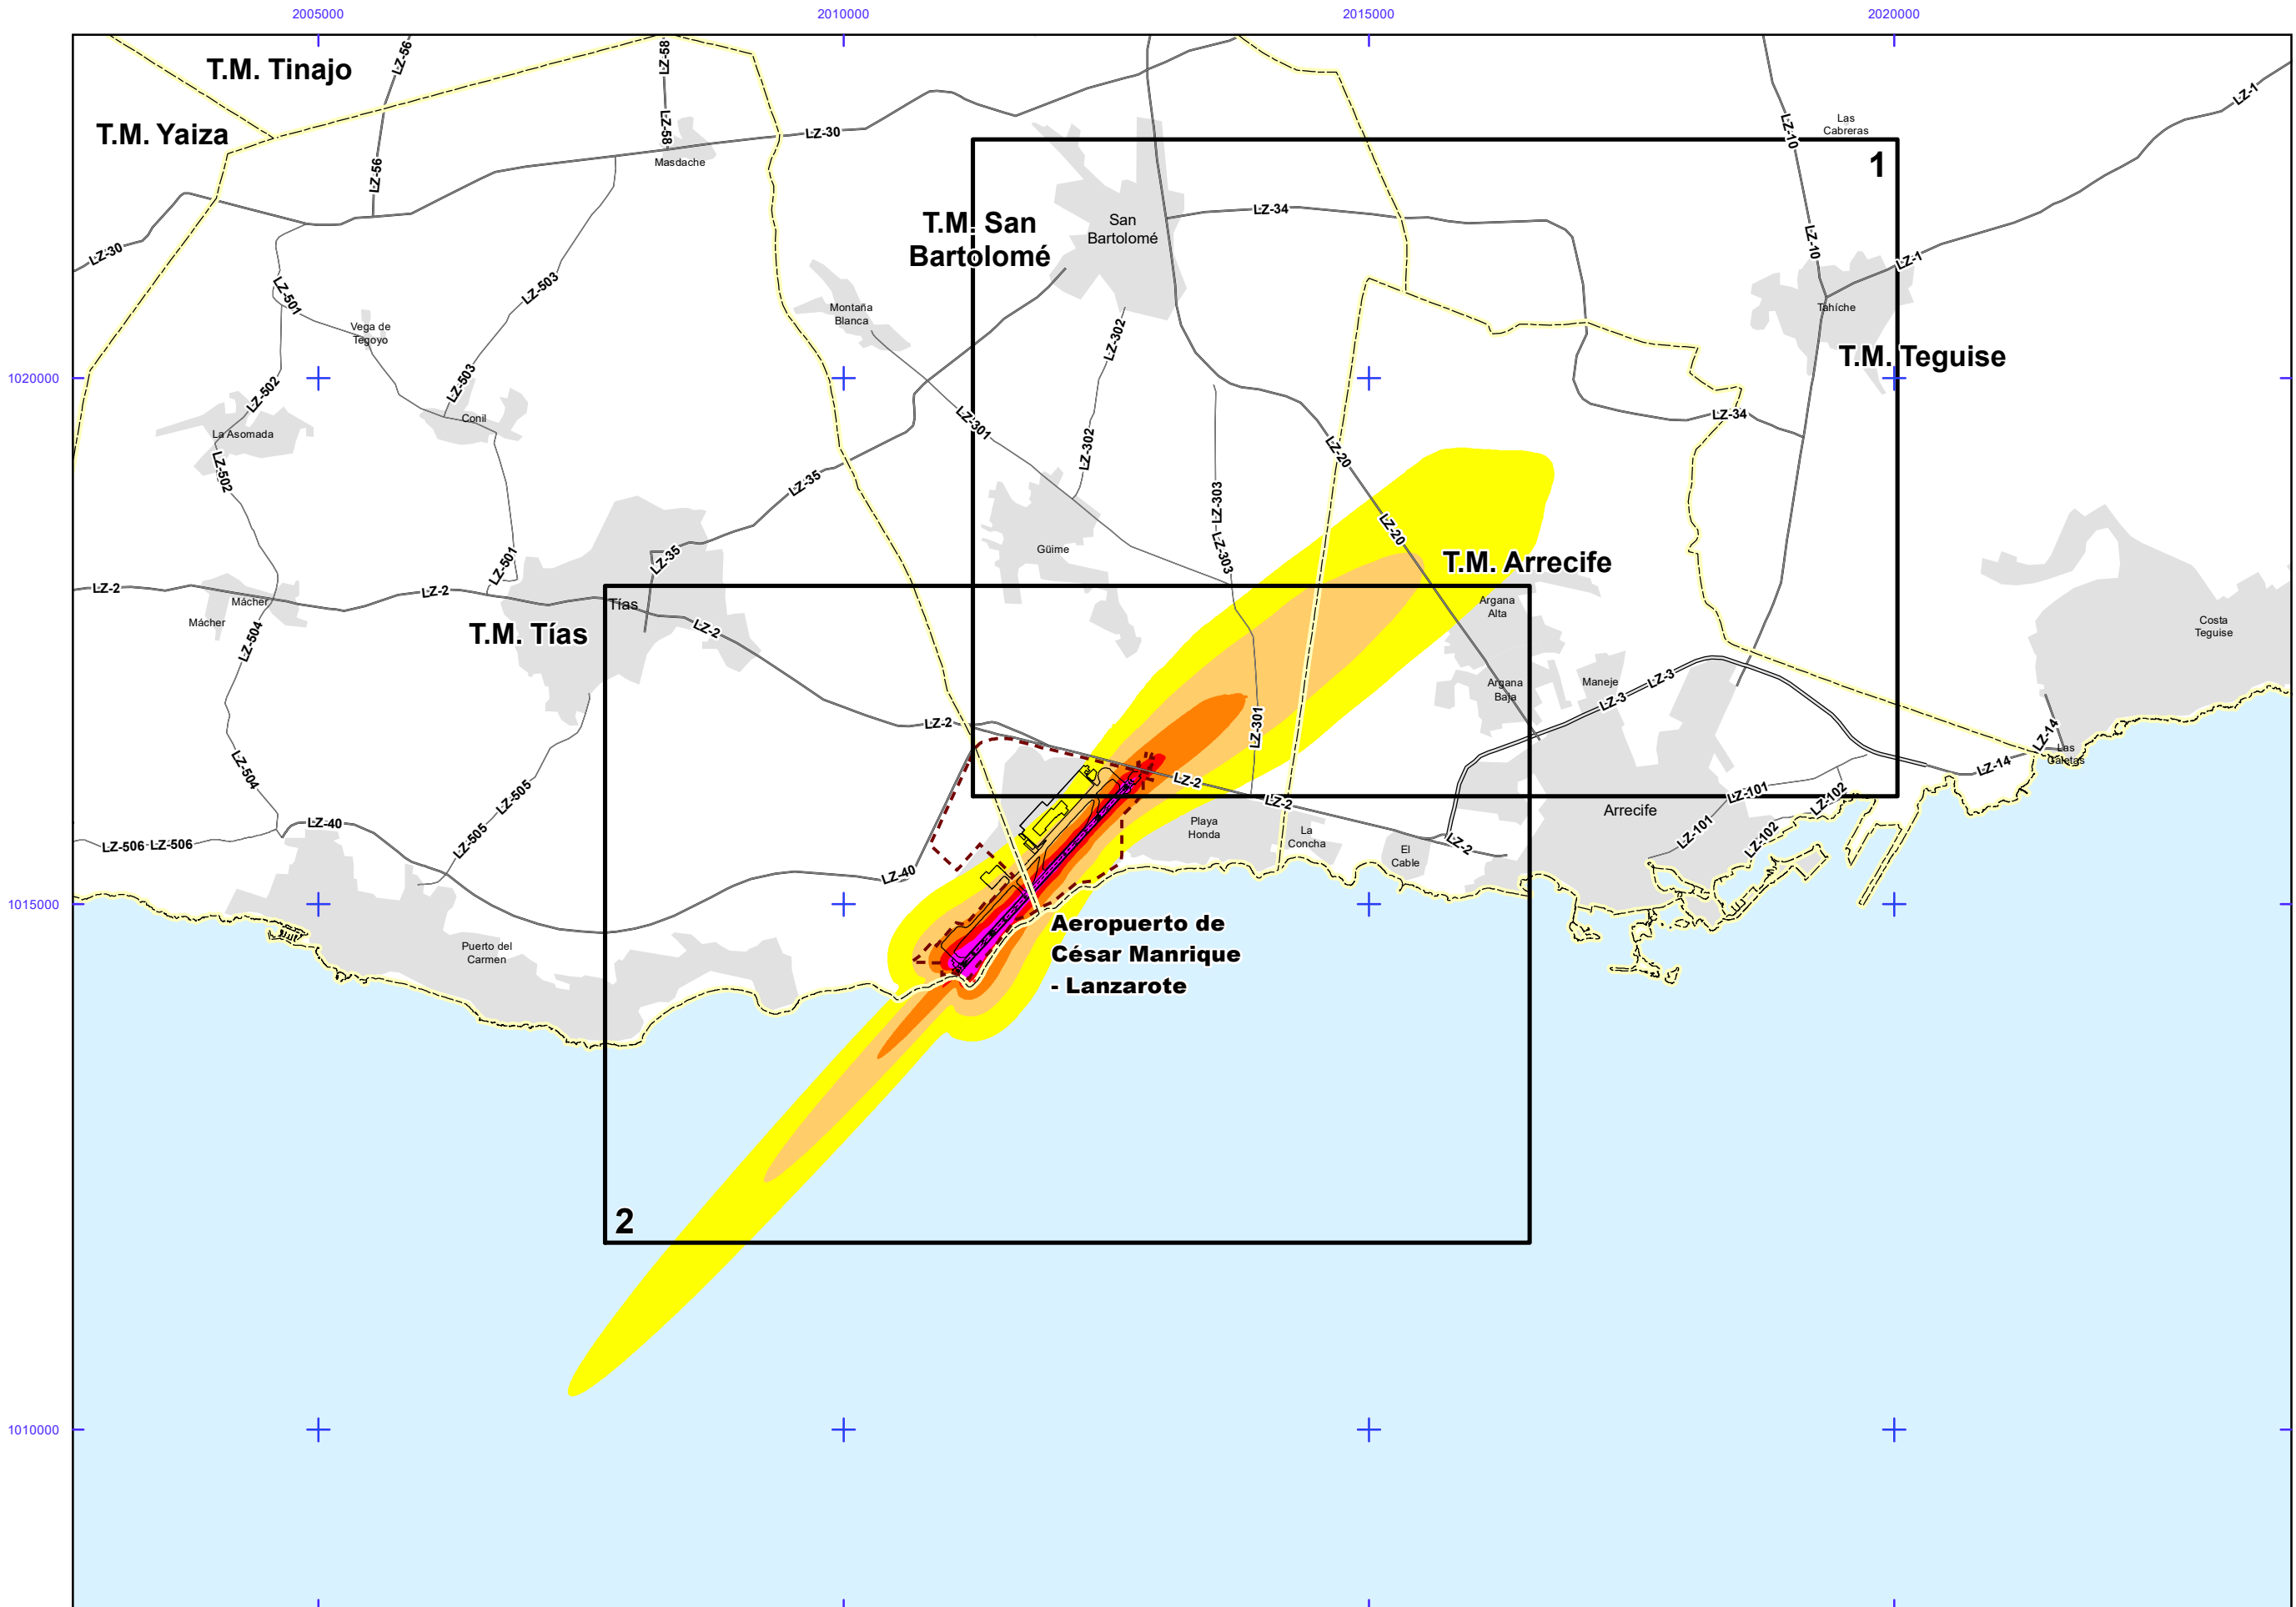 2005000
2010000
2015000
2020000
T.M. Tinajo
LZ-56
LZ-58
LZ-1
T.M. Yaiza
LZ-58
Masdache
LZ-30
LZ-10
Las
Cabreras
1
LZ-56
LZ-30
T.M. San
Bartolomé
San
Bartolomé
LZ-34
LZ-10
LZ-1
LZ-501
LZ-503
Montaña
Blanca
Tahíche
Vega de
Tegoyo
LZ-302
T.M. Teguise
1020000
LZ-502
LZ-503
Conil
LZ-301
LZ-34
La Asomada
LZ-302
LZ-20
LZ-502
LZ-35
LZ-303
LZ-20
LZ-501
LZ-35
Güime
LZ-303
T.M. Arrecife
LZ-2
LZ-2
Mácher
Mácher
Tías
T.M. Tías
LZ-2
Argana
Alta
Costa
Teguise
LZ-504
Argana
Baja
Maneje
LZ-3
LZ-3
LZ-2
LZ-301
LZ-14
Las
Caletas
LZ-504
LZ-505
LZ-2
LZ-2
LZ-14
LZ-101
LZ-102
Arrecife
LZ-40
LZ-506
LZ-506
LZ-505
Playa
Honda
La
Concha
El
Cable
LZ-2
LZ-101
LZ-102
LZ-40
1015000
Puerto del
Carmen
Aeropuerto de
César Manrique
- Lanzarote
2
1010000